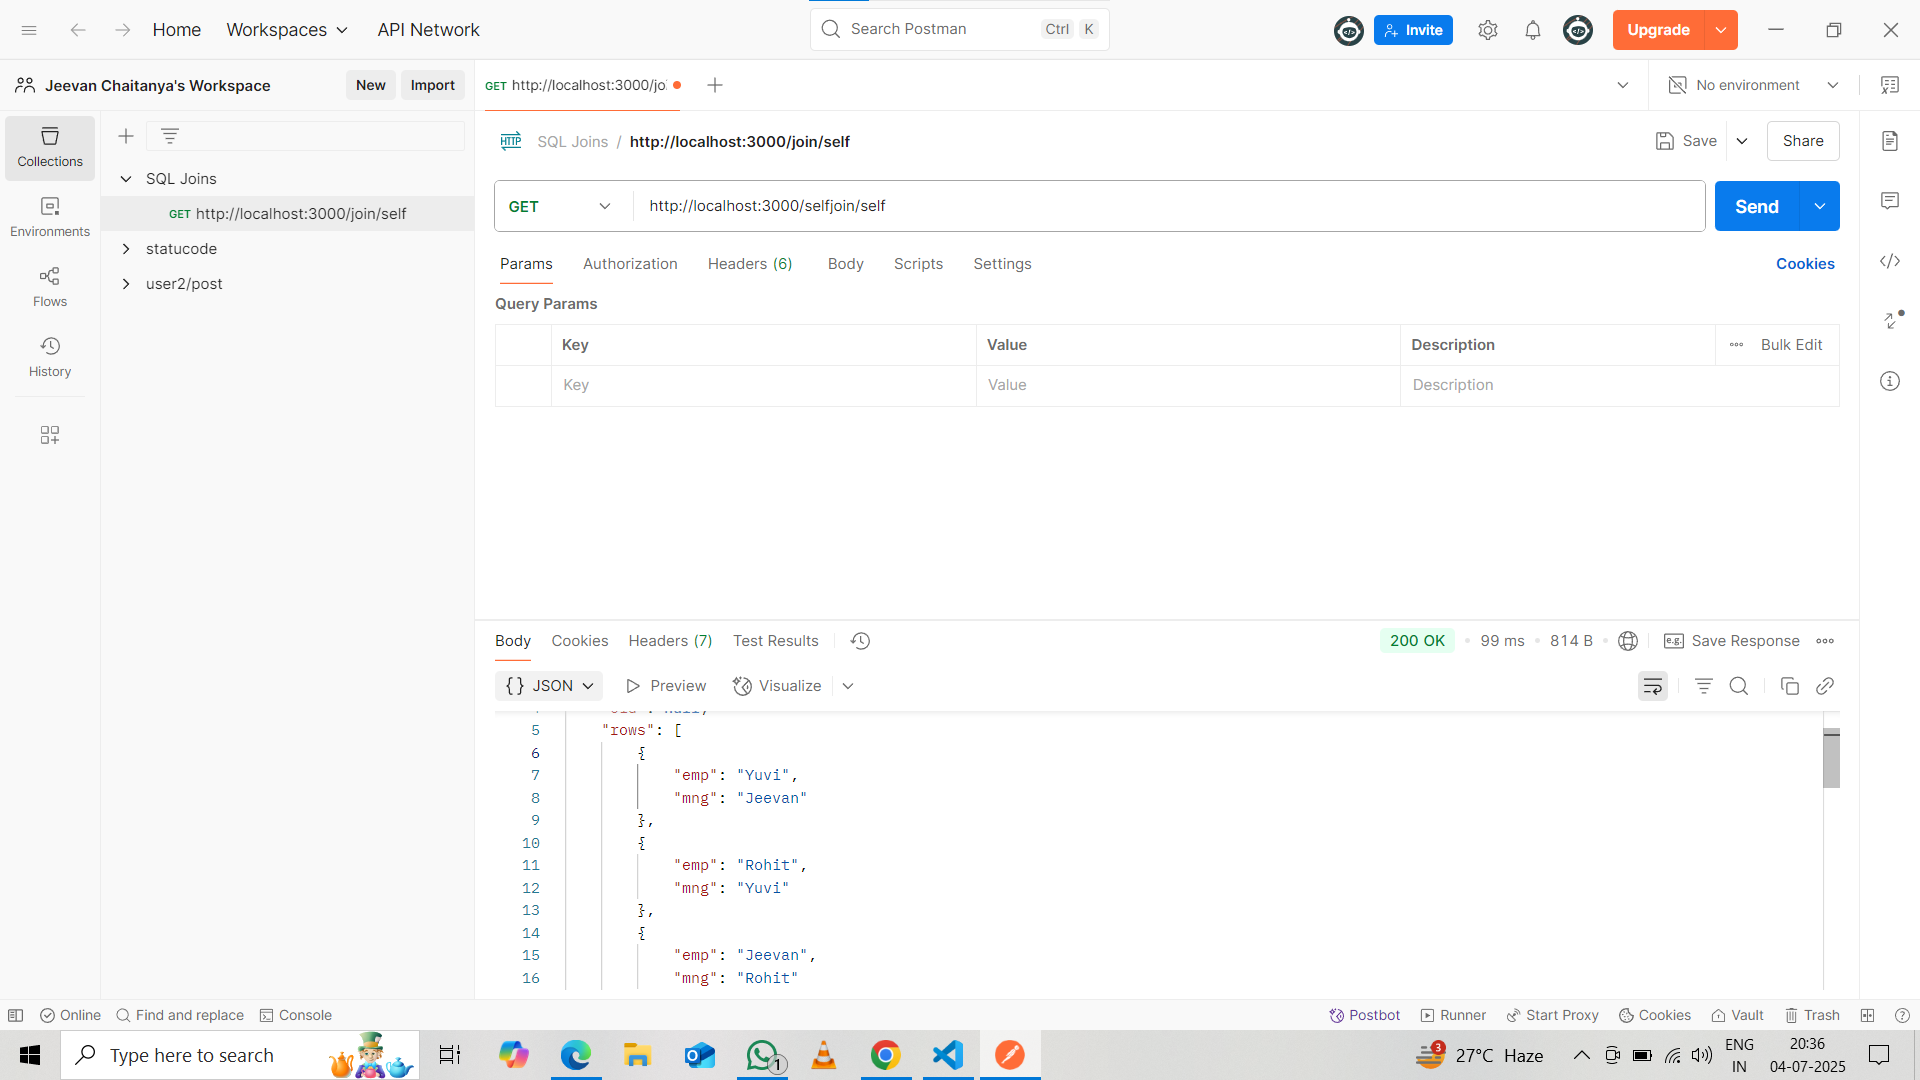 Home
Workspaces
API Network
Search Postman
Ctrl K
Invite
Upgrade
Jeevan Chaitanya's Workspace
New
Import
GET http://localhost:3000/jo
No environment
Collections
Environments
Flows
History
SQL Joins
GET http://localhost:3000/join/self
statucode
user2/post
HTTP SQL Joins / http://localhost:3000/join/self
Save
Share
GET http://localhost:3000/selfjoin/self
Send
Params Authorization Headers (6) Body Scripts Settings
Cookies
Query Params
Key Value Description Bulk Edit
Key Value Description
Body Cookies Headers (7) Test Results
200 OK • 99 ms • 814 B
e.g. Save Response
{} JSON Preview Visualize
5 "rows": [
6 {
7 "emp": "Yuvi",
8 "mng": "Jeevan"
9 },
10 {
11 "emp": "Rohit",
12 "mng": "Yuvi"
13 },
14 {
15 "emp": "Jeevan",
16 "mng": "Rohit"
Online Find and replace Console
Postbot Runner Start Proxy Cookies Vault Trash
Type here to search
1
3
27°C Haze
ENG
IN
20:36
04-07-2025